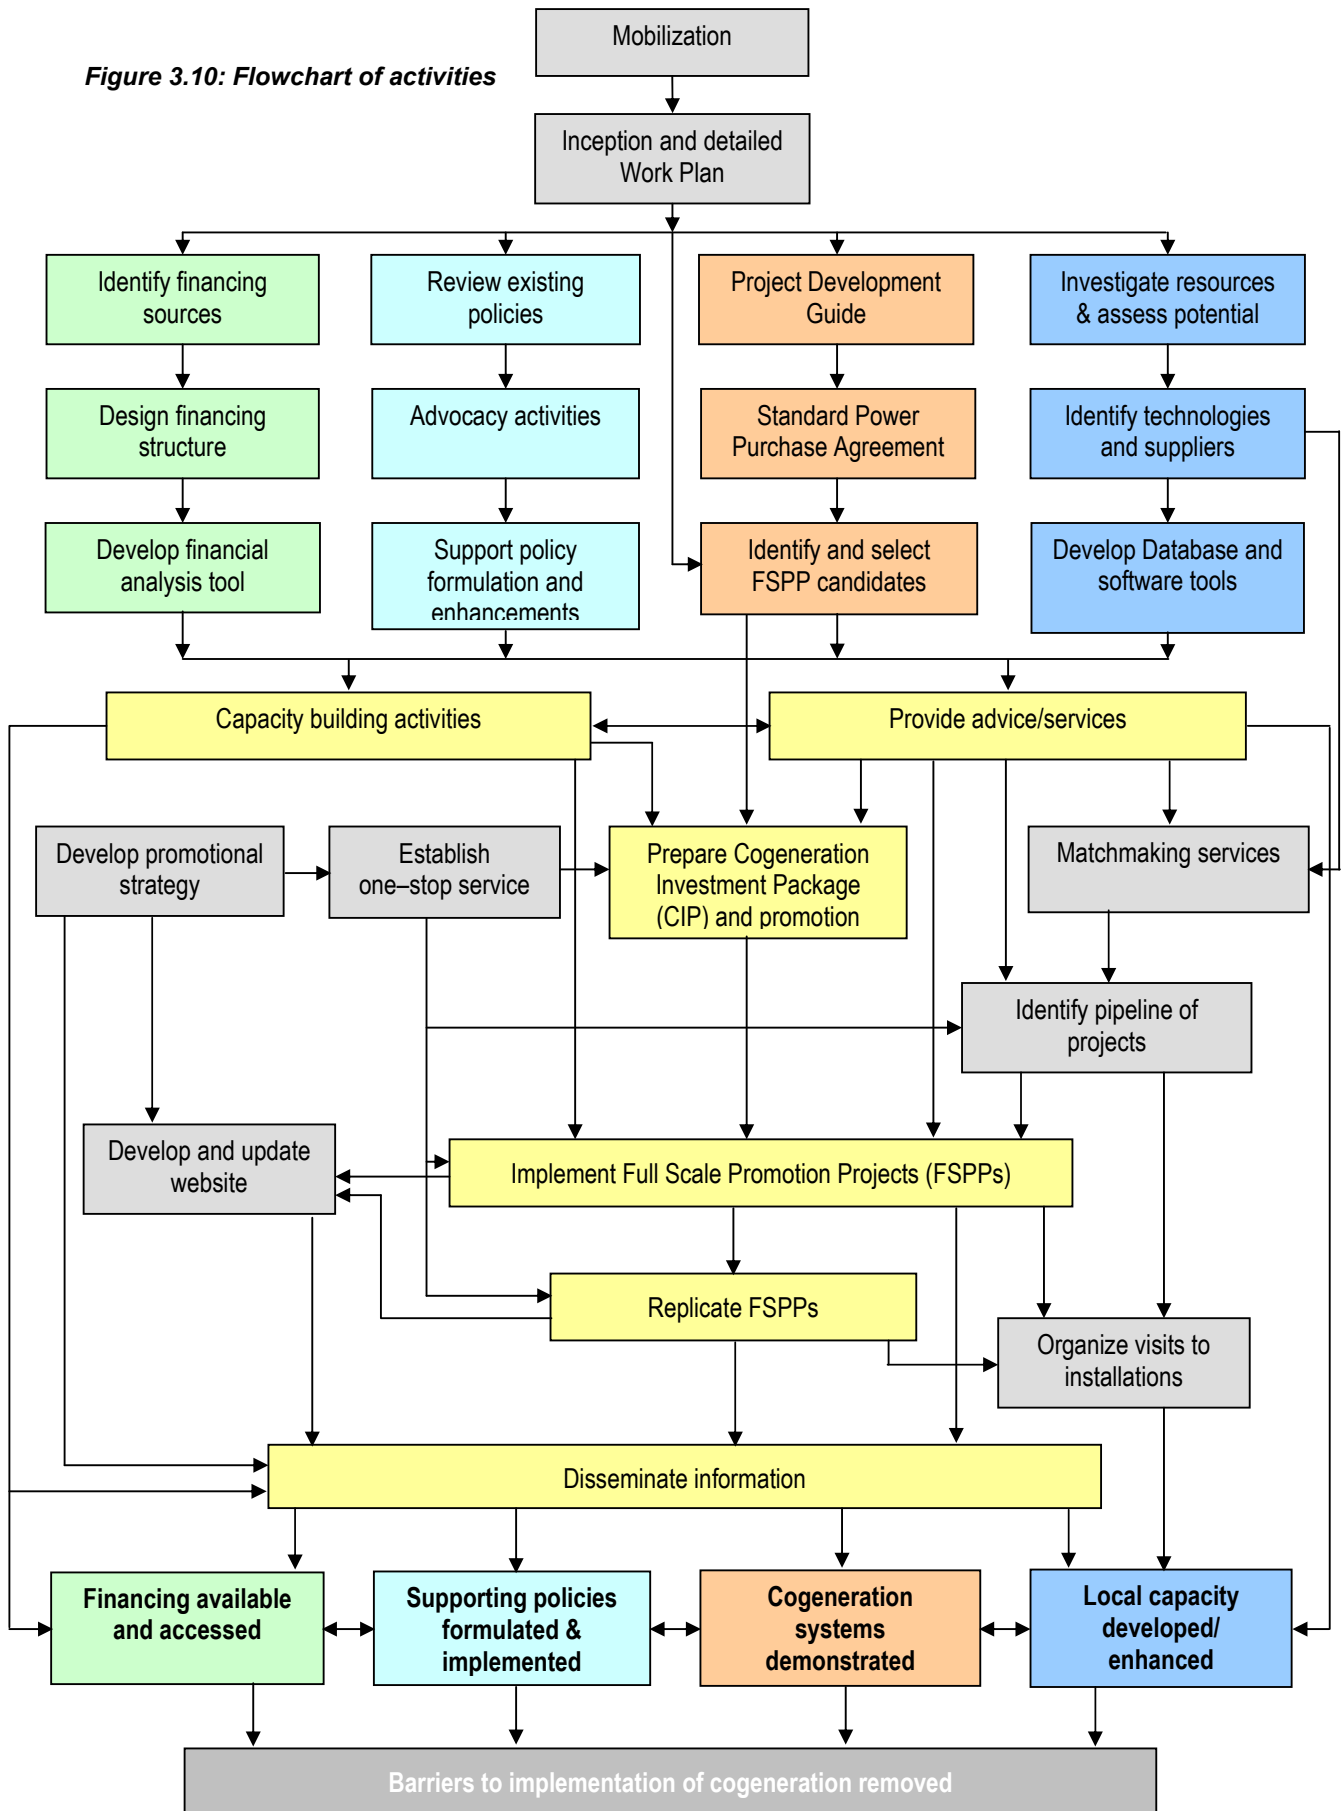 Mobilization
Figure 3.10: Flowchart of activities
Inception and detailed
Work Plan
Identify financing
sources
Review existing
policies
Project Development
Guide
Investigate resources
& assess potential
Design financing
structure
Advocacy activities
Standard Power
Purchase Agreement
Identify technologies
and suppliers
Develop financial
analysis tool
Support policy
formulation and
enhancements
Identify and select
FSPP candidates
Develop Database and
software tools
Capacity building activities
Provide advice/services
Develop promotional
strategy
Establish
one–stop service
Prepare Cogeneration
Investment Package
(CIP) and promotion
Matchmaking services
Identify pipeline of
projects
Develop and update
website
Implement Full Scale Promotion Projects (FSPPs)
Replicate FSPPs
Organize visits to
installations
Disseminate information
Financing available
and accessed
Supporting policies
formulated &
implemented
Cogeneration
systems
demonstrated
Local capacity
developed/
enhanced
Barriers to implementation of cogeneration removed